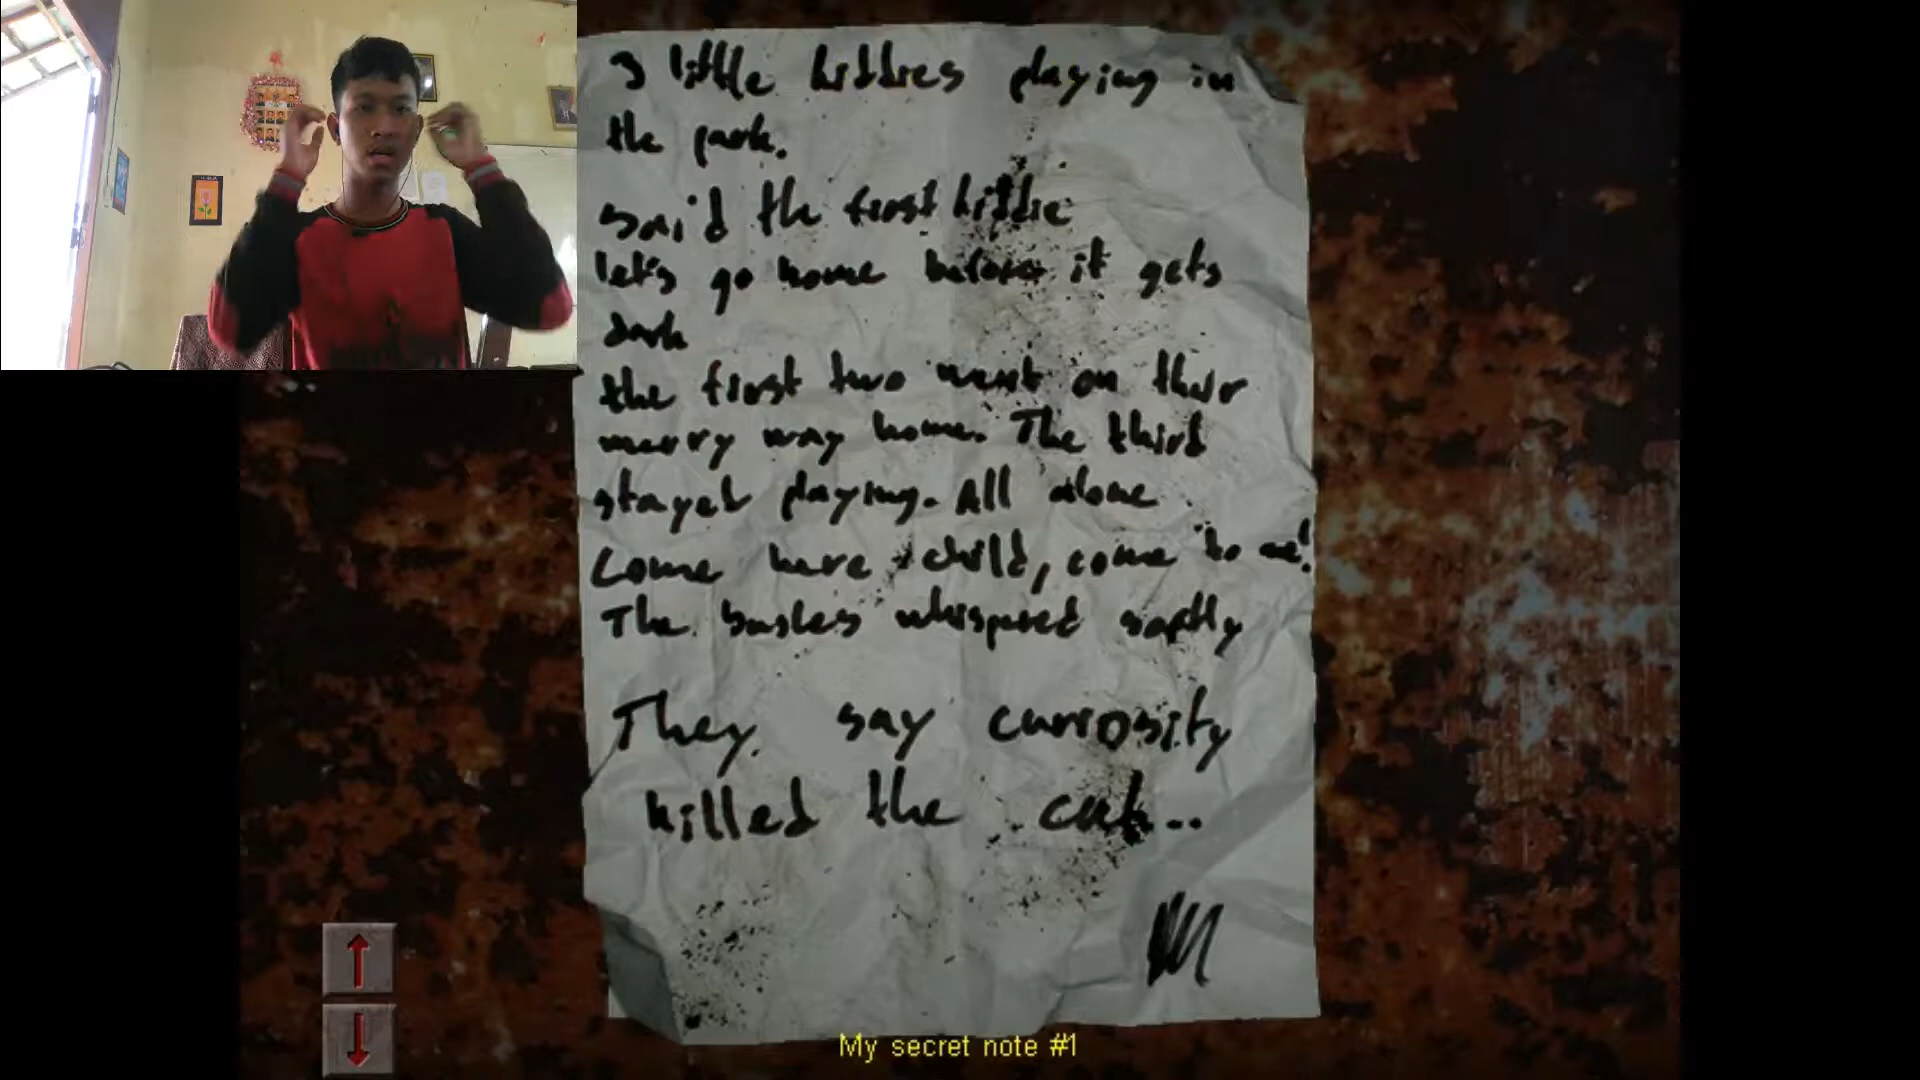 3 little kiddies playing in
the park.
said the first kiddie
let's go home before it gets
dark
the first two went on their
merry way home. The third
stayed playing. All alone
Come here child, come to me!
The bushes whispered softly
They say curiosity
killed the cat..
My secret note #1